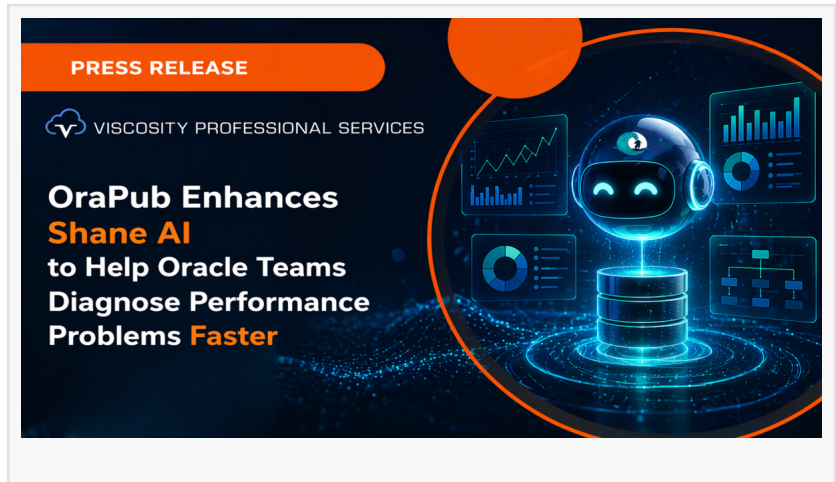 PRESS RELEASE
VISCOSITY PROFESSIONAL SERVICES
OraPub Enhances
Shane AI
to Help Oracle Teams
Diagnose Performance
Problems Faster